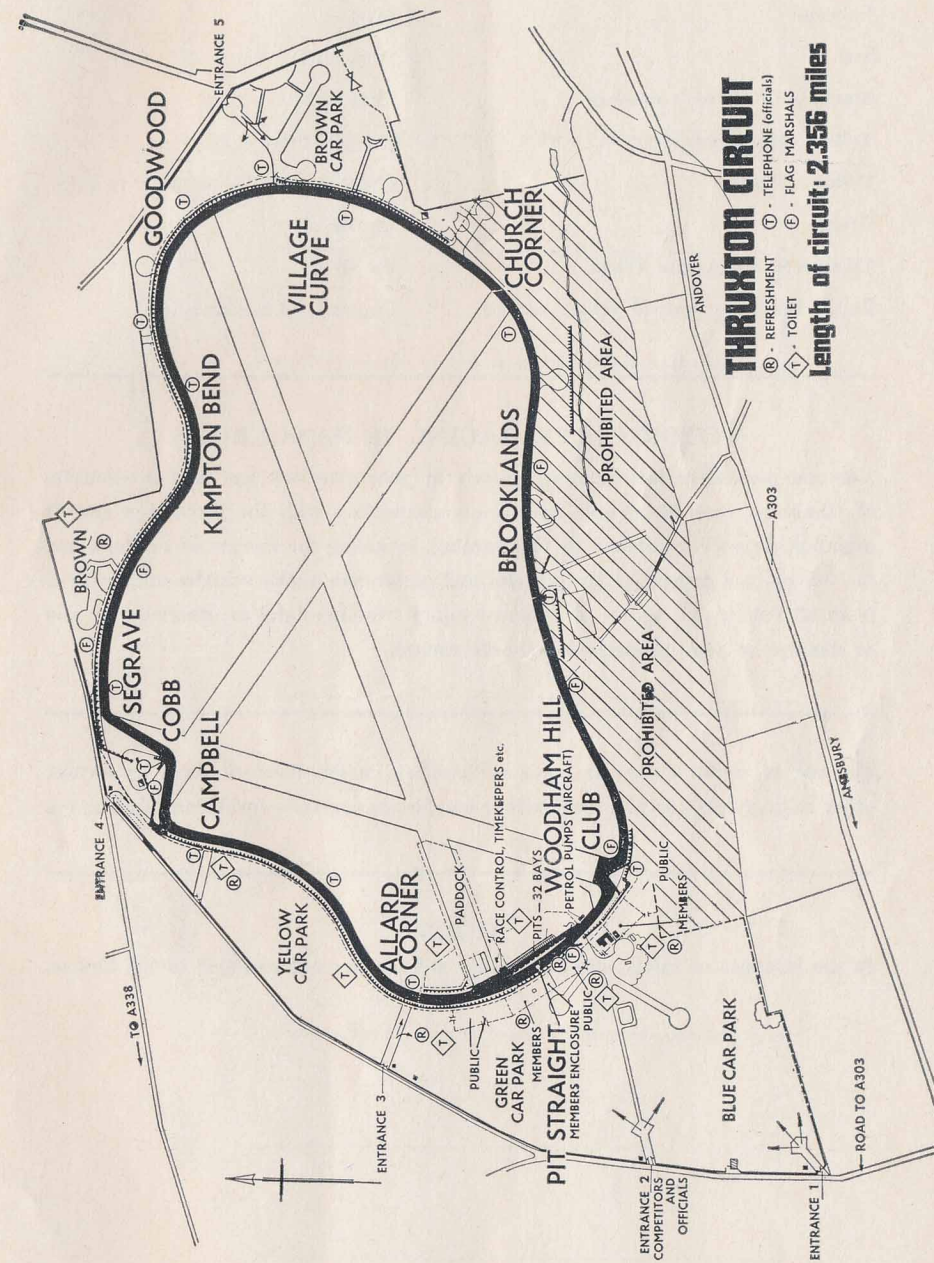 THRUXTON CIRCUIT
Ⓡ - REFRESHMENT Ⓣ - TELEPHONE (officials)
T - TOILET Ⓕ - FLAG MARSHALS
Length of circuit: 2.356 miles
ENTRANCE 5
GOODWOOD
BROWN
CAR PARK
VILLAGE
CURVE
CHURCH
CORNER
KIMPTON BEND
BROWN
SEGRAVE
COBB
CAMPBELL
ENTRANCE 4
TO A338
YELLOW
CAR PARK
ALLARD
CORNER
ENTRANCE 3
PADDOCK
RACE CONTROL, TIMEKEEPERS etc.
PITS — 32 BAYS
WOODHAM HILL
PETROL PUMPS (AIRCRAFT)
CLUB
BROOKLANDS
PROHIBITED AREA
PROHIBITED AREA
ANDOVER
A303
AMESBURY
PUBLIC
MEMBERS
PUBLIC
GREEN
CAR PARK
MEMBERS
PIT STRAIGHT
MEMBERS ENCLOSURE
PUBLIC
BLUE CAR PARK
ENTRANCE 2
COMPETITORS
AND
OFFICIALS
ENTRANCE 1
ROAD TO A303